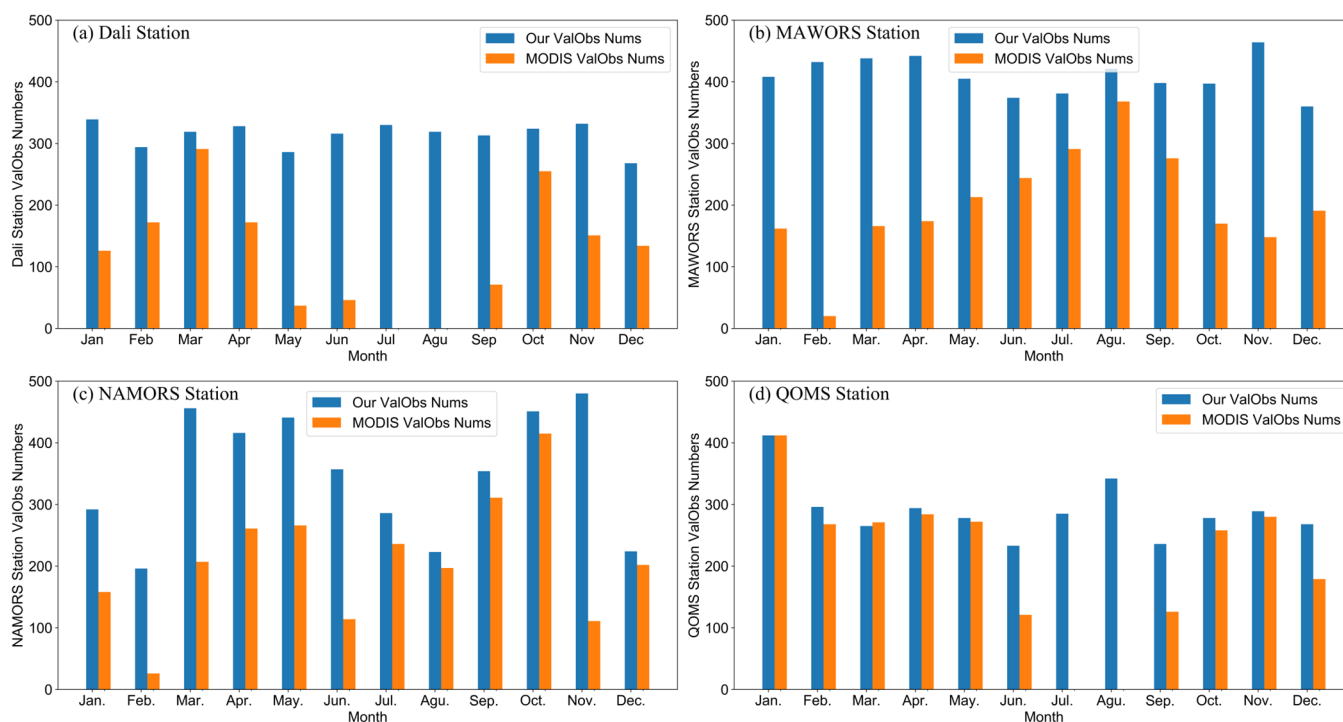 (a) Dali Station
Our ValObs Nums
MODIS ValObs Nums
Dali Station ValObs Numbers
500
400
300
200
100
0
Jan Feb Mar Apr May Jun Jul Agu Sep Oct Nov Dec
Month
(b) MAWORS Station
Our ValObs Nums
MODIS ValObs Nums
MAWORS Station ValObs Numbers
500
400
300
200
100
0
Jan. Feb. Mar. Apr. May. Jun. Jul. Agu. Sep. Oct. Nov. Dec.
Month
(c) NAMORS Station
Our ValObs Nums
MODIS ValObs Nums
NAMORS Station ValObs Numbers
500
400
300
200
100
0
Jan. Feb. Mar. Apr. May. Jun. Jul. Agu. Sep. Oct. Nov. Dec.
Month
(d) QOMS Station
Our ValObs Nums
MODIS ValObs Nums
QOMS Station ValObs Numbers
500
400
300
200
100
0
Jan. Feb. Mar. Apr. May. Jun. Jul. Agu. Sep. Oct. Nov. Dec.
Month